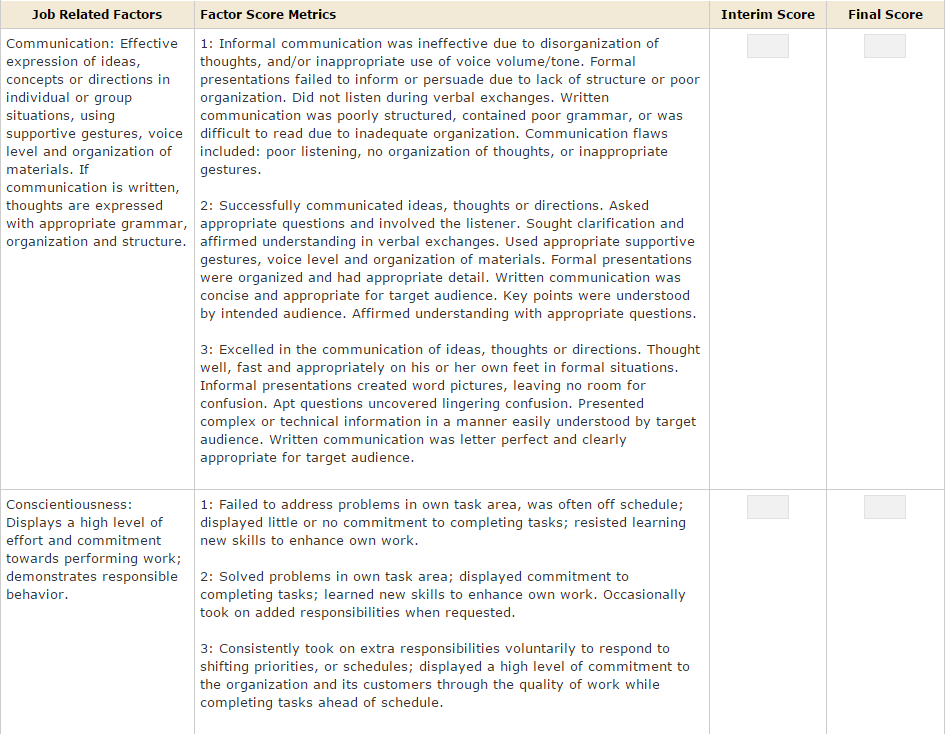 Job Related Factors
Factor Score Metrics
Interim Score
Final Score
Communication: Effective
expression of ideas,
concepts or directions in
individual or group
situations, using
supportive gestures, voice
level and organization of
materials. If
communication is written,
thoughts are expressed
with appropriate grammar,
organization and structure.
1: Informal communication was ineffective due to disorganization of
thoughts, and/or inappropriate use of voice volume/tone. Formal
presentations failed to inform or persuade due to lack of structure or poor
organization. Did not listen during verbal exchanges. Written
communication was poorly structured, contained poor grammar, or was
difficult to read due to inadequate organization. Communication flaws
included: poor listening, no organization of thoughts, or inappropriate
gestures.
2: Successfully communicated ideas, thoughts or directions. Asked
appropriate questions and involved the listener. Sought clarification and
affirmed understanding in verbal exchanges. Used appropriate supportive
gestures, voice level and organization of materials. Formal presentations
were organized and had appropriate detail. Written communication was
concise and appropriate for target audience. Key points were understood
by intended audience. Affirmed understanding with appropriate questions.
3: Excelled in the communication of ideas, thoughts or directions. Thought
well, fast and appropriately on his or her own feet in formal situations.
Informal presentations created word pictures, leaving no room for
confusion. Apt questions uncovered lingering confusion. Presented
complex or technical information in a manner easily understood by target
audience. Written communication was letter perfect and clearly
appropriate for target audience.
Conscientiousness:
Displays a high level of
effort and commitment
towards performing work;
demonstrates responsible
behavior.
1: Failed to address problems in own task area, was often off schedule;
displayed little or no commitment to completing tasks; resisted learning
new skills to enhance own work.
2: Solved problems in own task area; displayed commitment to
completing tasks; learned new skills to enhance own work. Occasionally
took on added responsibilities when requested.
3: Consistently took on extra responsibilities voluntarily to respond to
shifting priorities, or schedules; displayed a high level of commitment to
the organization and its customers through the quality of work while
completing tasks ahead of schedule.